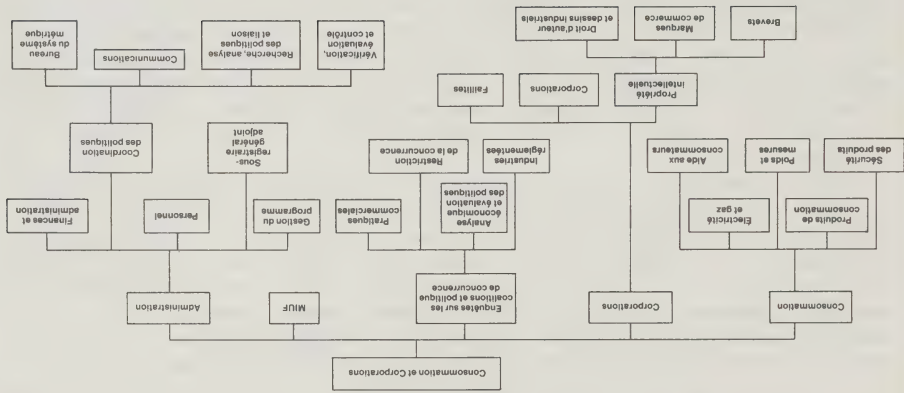 Consommation et Corporations
Consommation
Corporations
Enquêtes sur les
coalitions et politique
de concurrence
MIUF
Administration
Produits de
consommation
Électricité
et gaz
Analyse
économique
et évaluation
des politiques
Pratiques
commerciales
Gestion du
programme
Personnel
Finances et
administration
Sécurité
des produits
Poids et
mesures
Aide aux
consommateurs
Industries
réglementées
Restriction
de la concurrence
Sous-
registraire
général
adjoint
Coordination
des politiques
Propriété
intellectuelle
Corporations
Faillites
Brevets
Marques
de commerce
Droit d'auteur
et dessins industriels
Vérification,
évaluation
et contrôle
Recherche, analyse
des politiques
et liaison
Communications
Bureau
du système
métrique